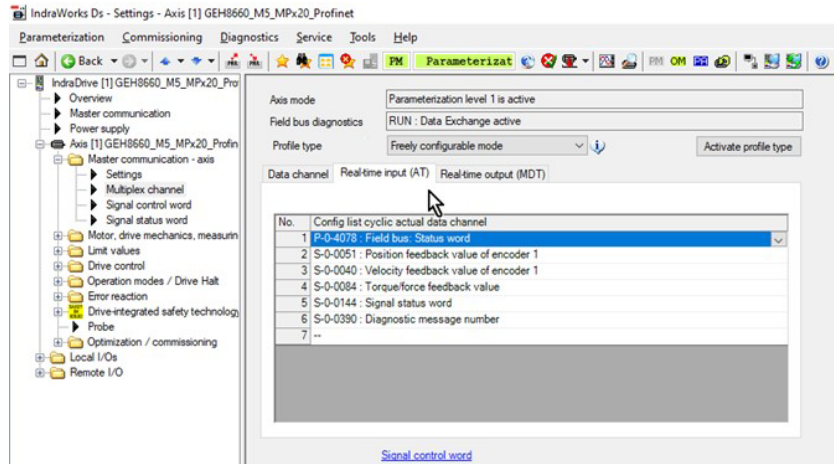 IndraWorks Ds - Settings - Axis [1] GEH8660_M5_MPx20_Profinet
Parameterization Commissioning Diagnostics Service Tools Help
Back PM Parameterizat PM OM
IndraDrive [1] GEH8660_M5_MPx20_Pro
Overview
Master communication
Power supply
Axis [1] GEH8660_M5_MPx20_Profin
Master communication - axis
Settings
Multiplex channel
Signal control word
Signal status word
Motor, drive mechanics, measurin
Limit values
Drive control
Operation modes / Drive Halt
Error reaction
Drive-integrated safety technology
Probe
Optimization / commissioning
Local I/Os
Remote I/O
Axis mode Parameterization level 1 is active
Field bus diagnostics RUN : Data Exchange active
Profile type Freely configurable mode Activate profile type
Data channel Real-time input (AT) Real-time output (MDT)
No. Config list cyclic actual data channel
1 P-0-4078 : Field bus: Status word
2 S-0-0051 : Position feedback value of encoder 1
3 S-0-0040 : Velocity feedback value of encoder 1
4 S-0-0084 : Torque/force feedback value
5 S-0-0144 : Signal status word
6 S-0-0390 : Diagnostic message number
7 --
Signal control word